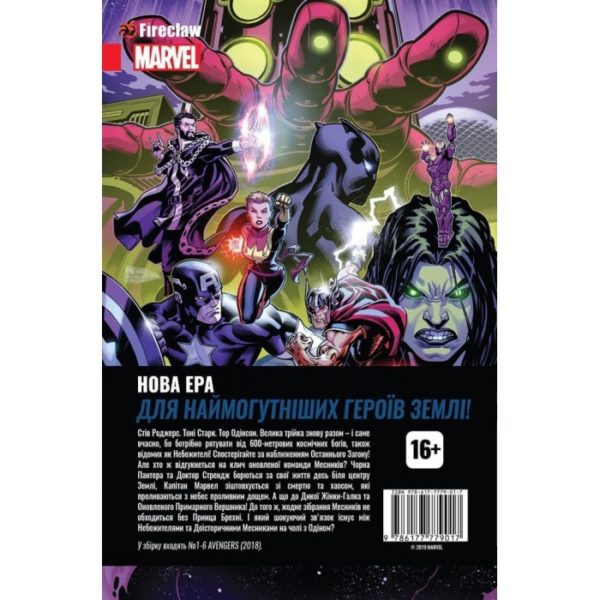 Fireclaw
MARVEL
НОВА ЕРА
ДЛЯ НАЙМОГУТНІШИХ ГЕРОЇВ ЗЕМЛІ!
Стів Роджерс. Тоні Старк. Тор Одінсон. Велика трійка знову разом – і саме
вчасно, бо потрібно рятувати від 600-метрових космічних богів, також
відомих як Небожителі! Спостерігайте за наближенням Останнього Загону!
Але хто ж відгукнеться на клич оновленої команди Месників? Чорна
Пантера та Доктор Стрендж борються за свої життя десь біля центру
Землі, Капітан Марвел зіштовхується зі смертю та хаосом, які
проливаються з небес проливним дощем. А що до Дикої Жінки-Галка та
Оновленого Примарного Вершника! До того ж, жодне зібрання Месників не
обходиться без Принца Брехні. І який шокуючий зв'язок існує між
Небожителями та Доісторичними Месниками на чолі з Одіном?
У збірку входять №1-6 AVENGERS (2018).
16+
9 786177 779017
© 2019 MARVEL